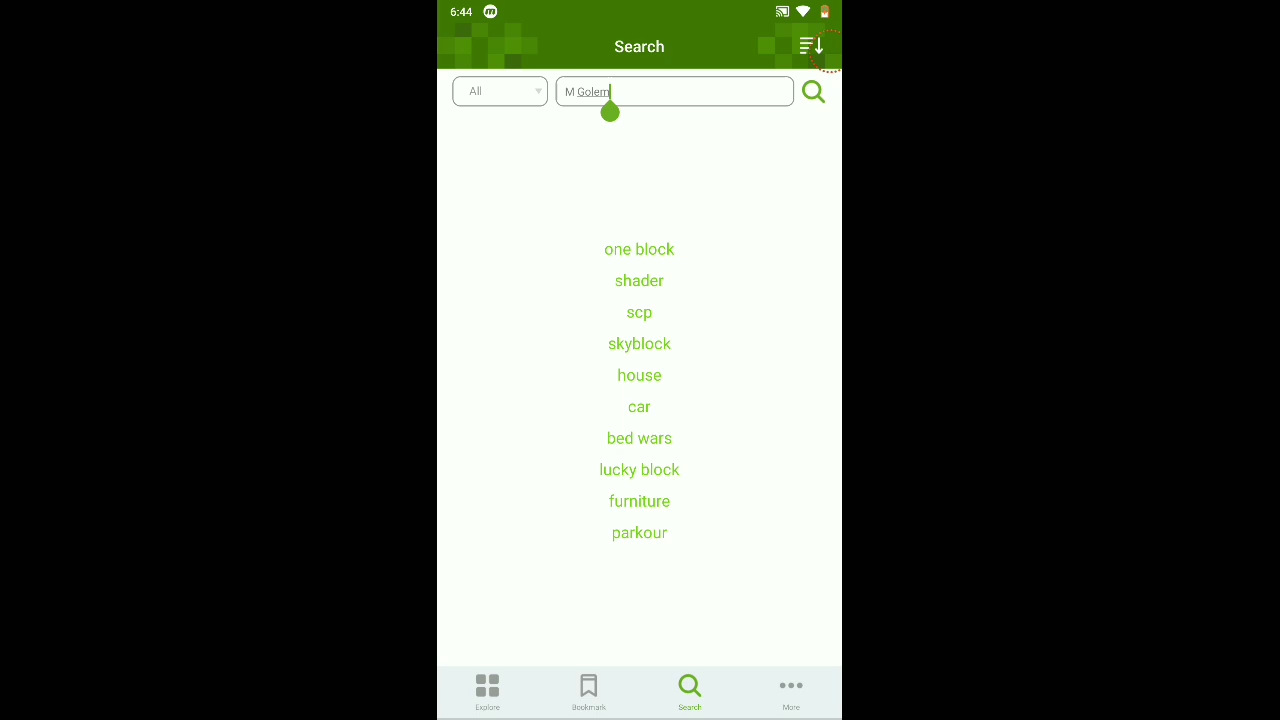 6:44
Search
All
M Golem
one block
shader
scp
skyblock
house
car
bed wars
lucky block
furniture
parkour
Explore
Bookmark
Search
More